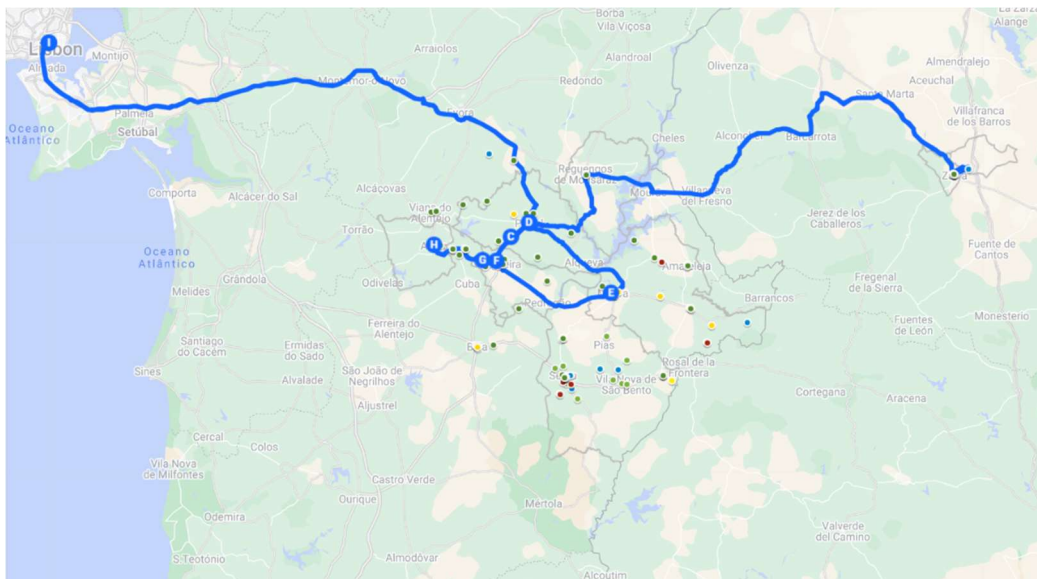 Borba
Vila Viçosa
Alange
Arraiolos
Alandroal
Lisbon
Montijo
Almada
Olivenza
Almendralejo
Redondo
Aceuchal
Montemor-o-Novo
Santa Marta
Palmela
Évora
Villafranca
de los Barros
Setúbal
Oceano
Atlântico
Cheles
Alconchel
Barcarrota
Reguengos
de Monsaraz
Zafra
Alcáçovas
Villanueva
del Fresno
Comporta
Alcácer do Sal
Viana do
Alentejo
Jerez de los
Caballeros
Torrão
D
C
H
Oceano
Atlântico
G
F
Alqueva
Amareleja
Fuente de
Cantos
Odivelas
Cuba
Fregenal
de la Sierra
Grândola
E
Barrancos
Melides
Monesterio
Ferreira do
Alentejo
Fuentes
de León
Santiago
do Cacém
Ermidas
do Sado
Beja
Pias
Rosal de la
Frontera
Sines
São João de
Negrilhos
Alvalade
Vila Nova de
São Bento
Cortegana
Aracena
Aljustrel
Cercal
Colos
Vila Nova
de Milfontes
Castro Verde
Ourique
Mértola
Odemira
Valverde
del Camino
S.Teotónio
Almodôvar
Alcoutim
I